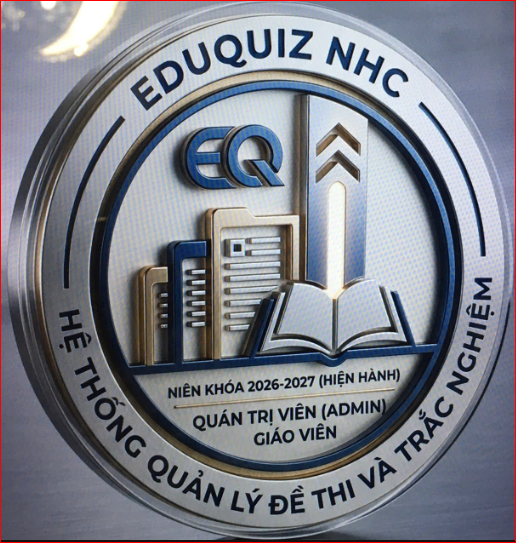 EDUQUIZ NHC
EQ
NIÊN KHÓA 2026-2027 (HIỆN HÀNH)
QUÁN TRỊ VIÊN (ADMIN)
GIÁO VIÊN
HỆ THỐNG QUẢN LÝ ĐỀ THI VÀ TRẮC NGHIỆM